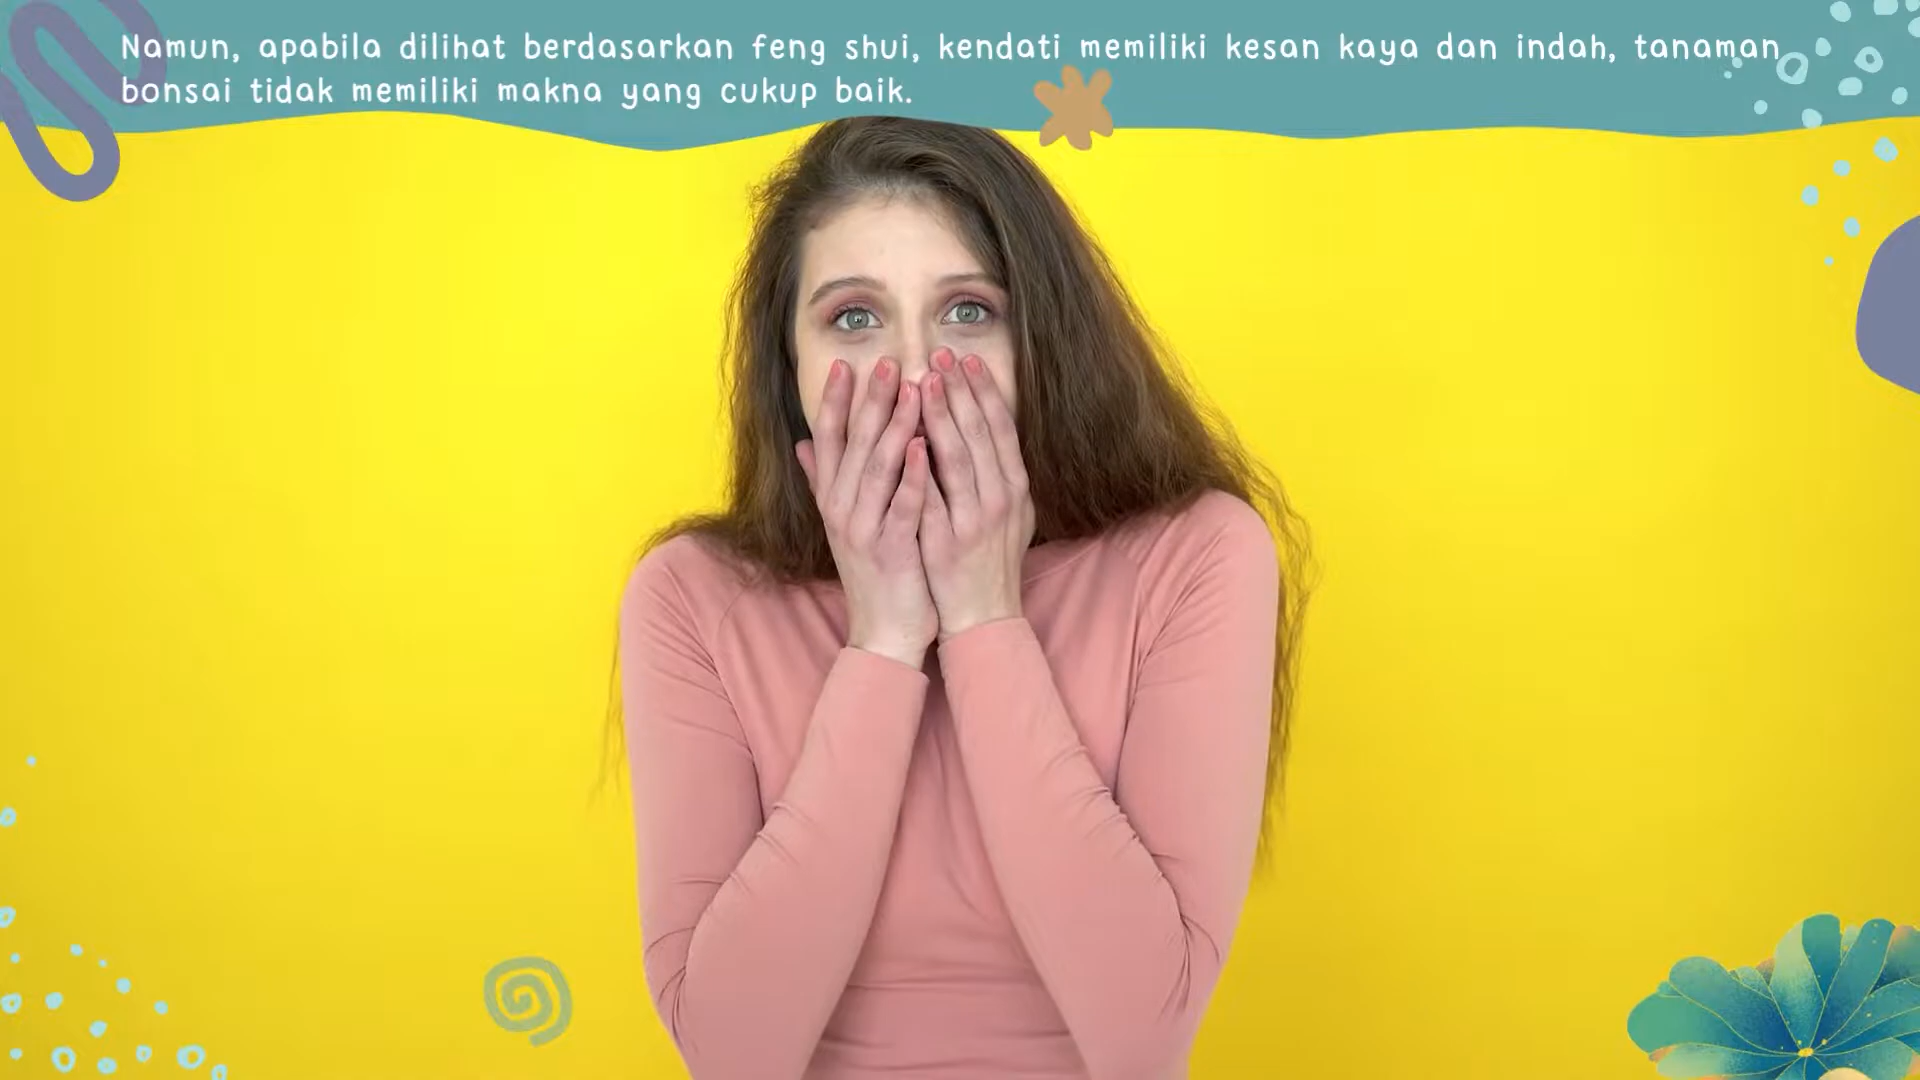 Namun, apabila dilihat berdasarkan feng shui, kendati memiliki kesan kaya dan indah, tanaman
bonsai tidak memiliki makna yang cukup baik.